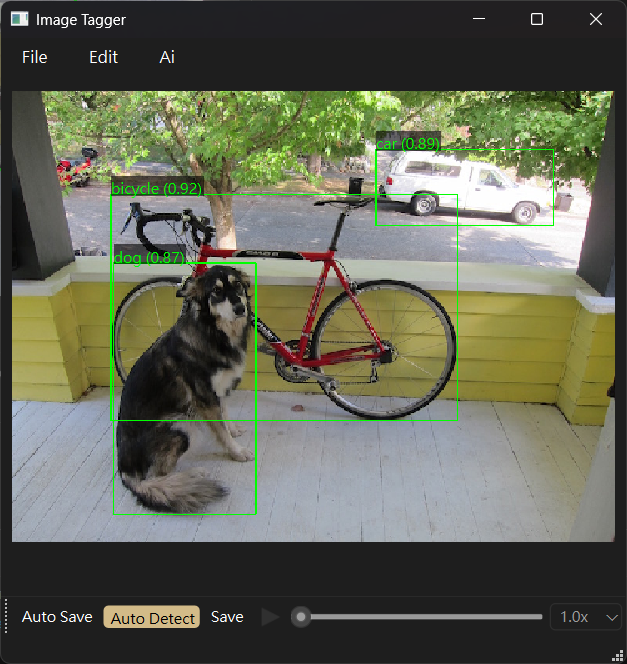 Image Tagger
File Edit Ai
car (0.89)
bicycle (0.92)
dog (0.87)
Auto Save Auto Detect Save 1.0x